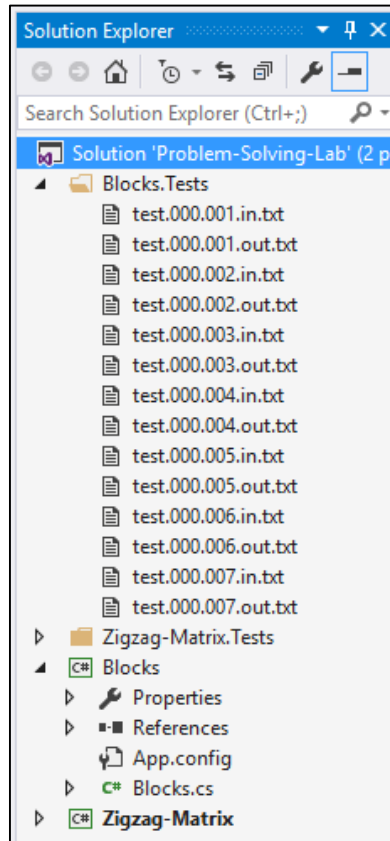 Solution Explorer
Search Solution Explorer (Ctrl+;)
Solution 'Problem-Solving-Lab' (2 p
Blocks.Tests
test.000.001.in.txt
test.000.001.out.txt
test.000.002.in.txt
test.000.002.out.txt
test.000.003.in.txt
test.000.003.out.txt
test.000.004.in.txt
test.000.004.out.txt
test.000.005.in.txt
test.000.005.out.txt
test.000.006.in.txt
test.000.006.out.txt
test.000.007.in.txt
test.000.007.out.txt
Zigzag-Matrix.Tests
C# Blocks
Properties
References
App.config
C# Blocks.cs
C# Zigzag-Matrix